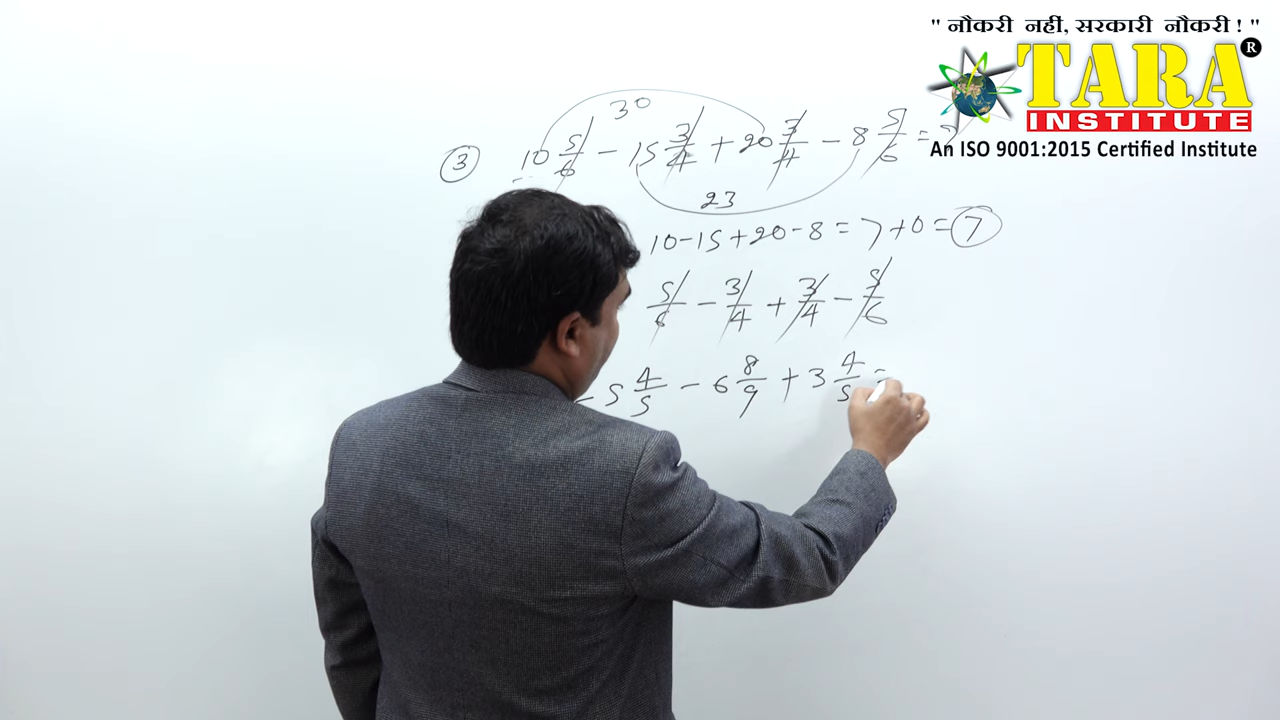 " नौकरी नहीं, सरकारी नौकरी ! "
TARA ®
INSTITUTE
An ISO 9001:2015 Certified Institute
30
③ 10 5/6 - 15 3/4 + 20 3/4 - 8 5/6 = ?
23
10-15+20-8 = 7+0 = 7
5/6 - 3/4 + 3/4 - 5/6
- 5 4/5 - 6 8/9 + 3 4/5 =